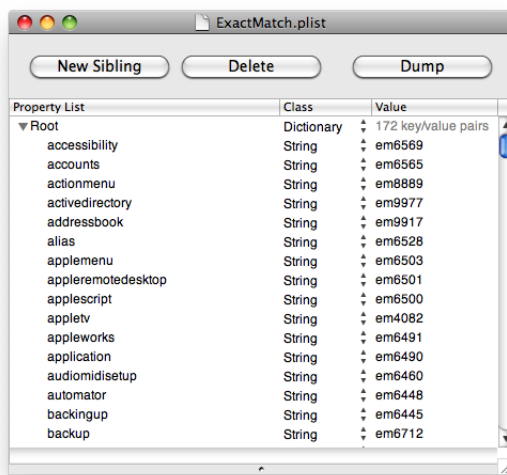 ExactMatch.plist
New Sibling Delete Dump
Property List Class Value
Root Dictionary 172 key/value pairs
accessibility String em6569
accounts String em6565
actionmenu String em8889
activedirectory String em9977
addressbook String em9917
alias String em6528
applemenu String em6503
appleremotedesktop String em6501
applescript String em6500
appletv String em4082
appleworks String em6491
application String em6490
audiomidisetup String em6460
automator String em6448
backingup String em6445
backup String em6712